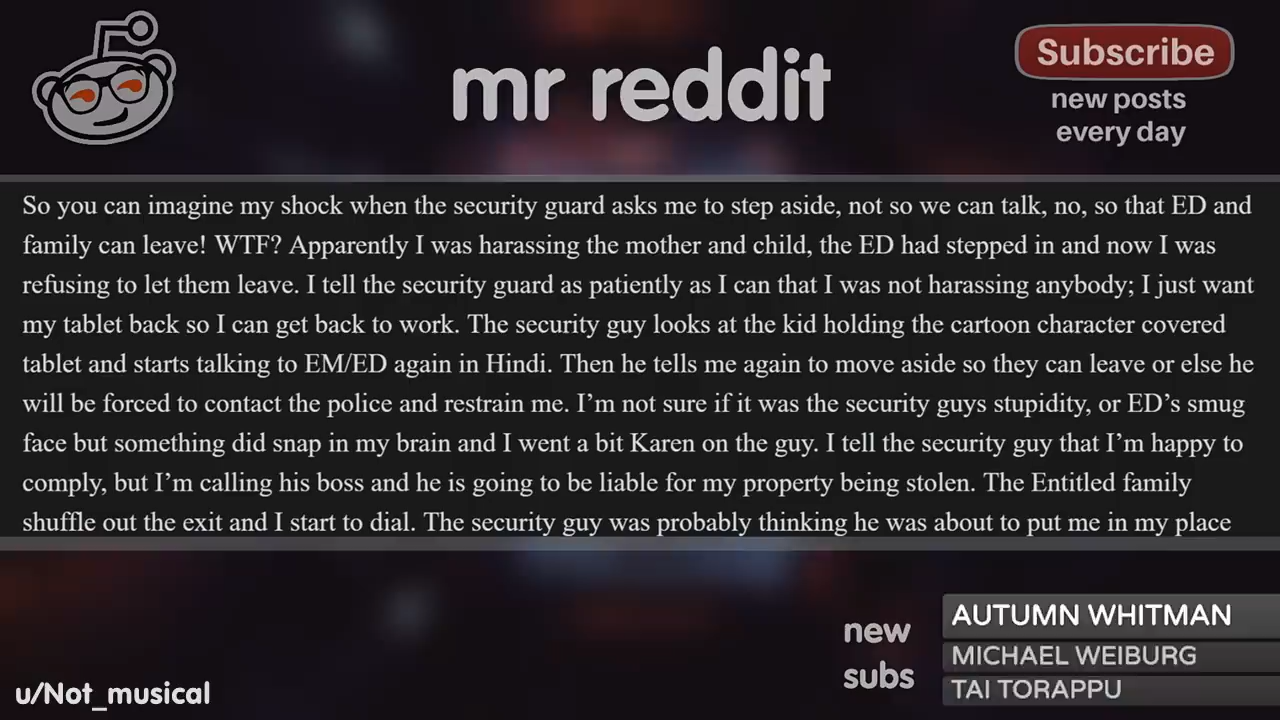 mr reddit
Subscribe
new posts
every day
So you can imagine my shock when the security guard asks me to step aside, not so we can talk, no, so that ED and
family can leave! WTF? Apparently I was harassing the mother and child, the ED had stepped in and now I was
refusing to let them leave. I tell the security guard as patiently as I can that I was not harassing anybody; I just want
my tablet back so I can get back to work. The security guy looks at the kid holding the cartoon character covered
tablet and starts talking to EM/ED again in Hindi. Then he tells me again to move aside so they can leave or else he
will be forced to contact the police and restrain me. I’m not sure if it was the security guys stupidity, or ED’s smug
face but something did snap in my brain and I went a bit Karen on the guy. I tell the security guy that I’m happy to
comply, but I’m calling his boss and he is going to be liable for my property being stolen. The Entitled family
shuffle out the exit and I start to dial. The security guy was probably thinking he was about to put me in my place
new
subs
AUTUMN WHITMAN
MICHAEL WEIBURG
TAI TORAPPU
u/Not_musical